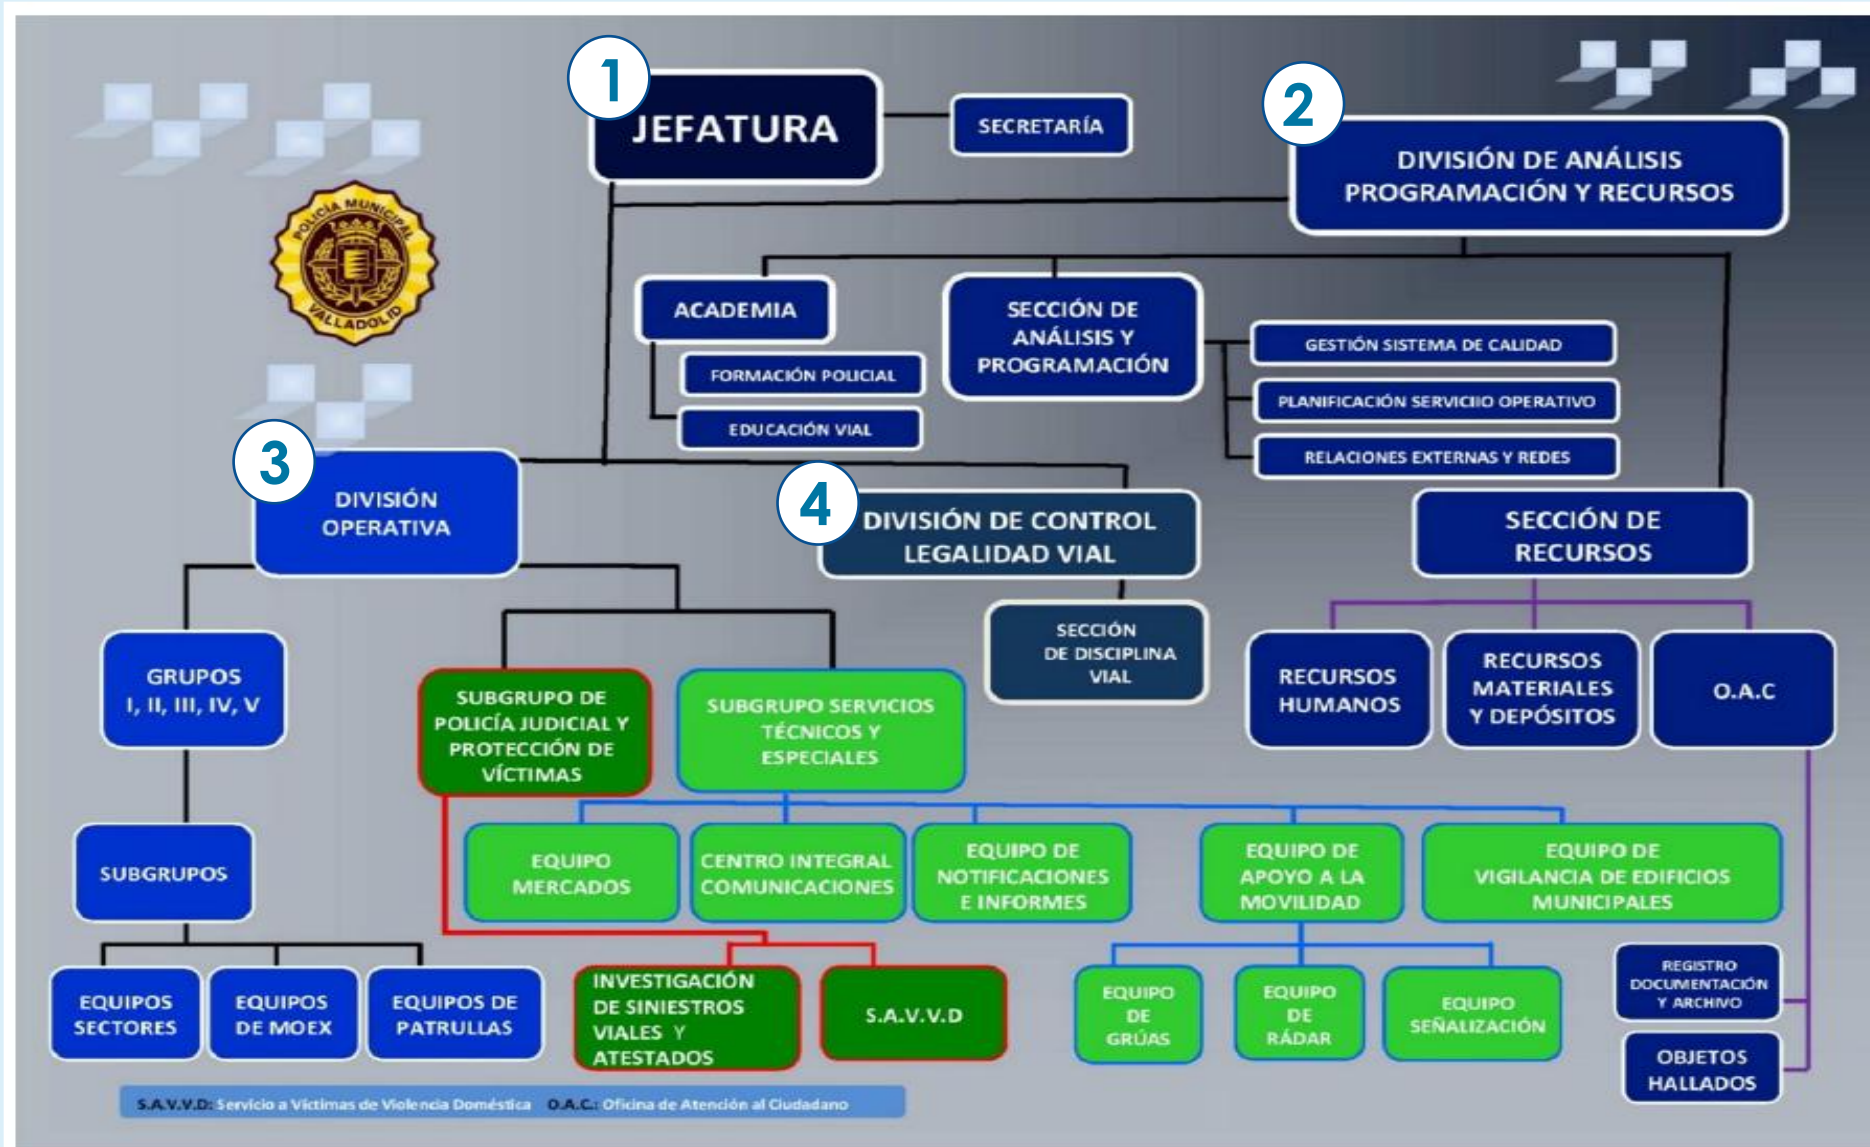 1
JEFATURA
SECRETARÍA
2
DIVISIÓN DE ANÁLISIS
PROGRAMACIÓN Y RECURSOS
POLICÍA MUNICIPAL
VALLADOLID
ACADEMIA
FORMACIÓN POLICIAL
EDUCACIÓN VIAL
SECCIÓN DE
ANÁLISIS Y
PROGRAMACIÓN
GESTIÓN SISTEMA DE CALIDAD
PLANIFICACIÓN SERVICIIO OPERATIVO
RELACIONES EXTERNAS Y REDES
3
DIVISIÓN
OPERATIVA
4
DIVISIÓN DE CONTROL
LEGALIDAD VIAL
SECCIÓN DE
RECURSOS
SECCIÓN
DE DISCIPLINA
VIAL
GRUPOS
I, II, III, IV, V
SUBGRUPO DE
POLICÍA JUDICIAL Y
PROTECCIÓN DE
VÍCTIMAS
SUBGRUPO SERVICIOS
TÉCNICOS Y
ESPECIALES
RECURSOS
HUMANOS
RECURSOS
MATERIALES
Y DEPÓSITOS
O.A.C
SUBGRUPOS
EQUIPO
MERCADOS
CENTRO INTEGRAL
COMUNICACIONES
EQUIPO DE
NOTIFICACIONES
E INFORMES
EQUIPO DE
APOYO A LA
MOVILIDAD
EQUIPO DE
VIGILANCIA DE EDIFICIOS
MUNICIPALES
EQUIPOS
SECTORES
EQUIPOS
DE MOEX
EQUIPOS DE
PATRULLAS
INVESTIGACIÓN
DE SINIESTROS
VIALES Y
ATESTADOS
S.A.V.V.D
EQUIPO
DE
GRÚAS
EQUIPO
DE
RÁDAR
EQUIPO
SEÑALIZACIÓN
REGISTRO
DOCUMENTACIÓN
Y ARCHIVO
OBJETOS
HALLADOS
S.A.V.V.D: Servicio a Víctimas de Violencia Doméstica O.A.C.: Oficina de Atención al Ciudadano